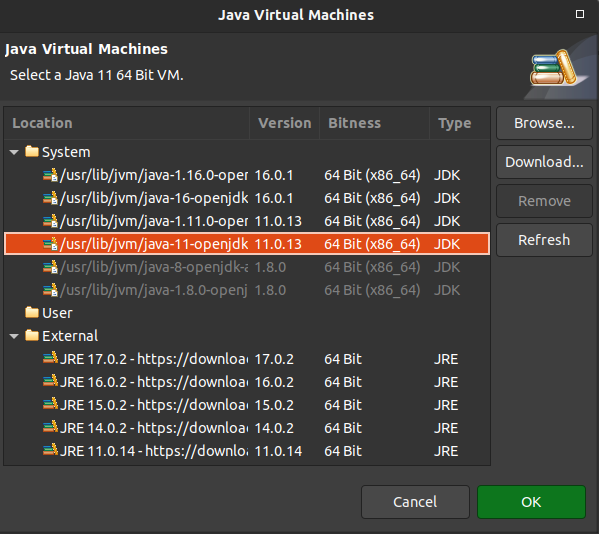 Java Virtual Machines
Java Virtual Machines
Select a Java 11 64 Bit VM.
Location Version Bitness Type
Browse...
System
/usr/lib/jvm/java-1.16.0-open 16.0.1 64 Bit (x86_64) JDK
Download...
/usr/lib/jvm/java-16-openjdk 16.0.1 64 Bit (x86_64) JDK
/usr/lib/jvm/java-1.11.0-open 11.0.13 64 Bit (x86_64) JDK
Remove
/usr/lib/jvm/java-11-openjdk 11.0.13 64 Bit (x86_64) JDK
Refresh
/usr/lib/jvm/java-8-openjdk-a 1.8.0 64 Bit (x86_64) JDK
/usr/lib/jvm/java-1.8.0-openj 1.8.0 64 Bit (x86_64) JDK
User
External
JRE 17.0.2 - https://downloa 17.0.2 64 Bit JRE
JRE 16.0.2 - https://downloa 16.0.2 64 Bit JRE
JRE 15.0.2 - https://downloa 15.0.2 64 Bit JRE
JRE 14.0.2 - https://downloa 14.0.2 64 Bit JRE
JRE 11.0.14 - https://downlo 11.0.14 64 Bit JRE
Cancel OK